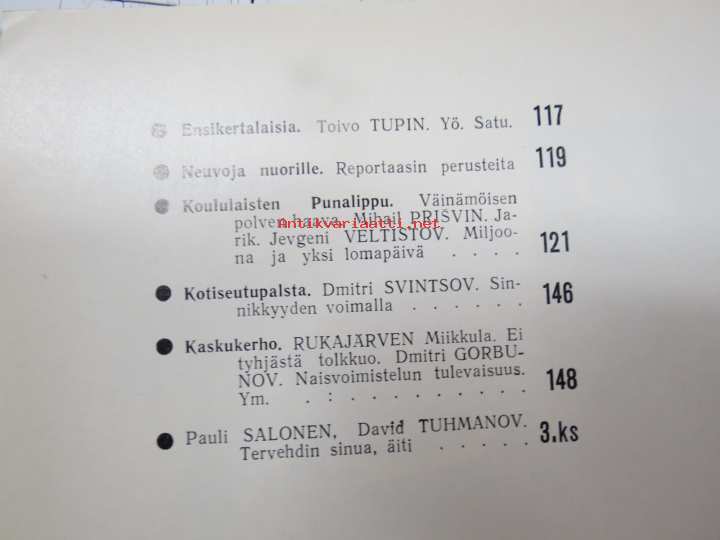 Ensikertalaisia. Toivo TUPIN. Yö. Satu. 117
Neuvoja nuorille. Reportaasin perusteita 119
Koululaisten Punalippu. Väinämöisen
polven haava. Mihail PRIŠVIN. Ja-
Antikvariaatti.net
rik. Jevgeni VELTISTOV. Miljoo-
na ja yksi lomapäivä . . . . 121
Kotiseutupalsta. Dmitri SVINTSOV. Sin-
nikkyyden voimalla . . . . . . 146
Kaskukerho. RUKAJÄRVEN Miikkula. Ei
tyhjästä tolkkuo. Dmitri GORBU-
NOV. Naisvoimistelun tulevaisuus.
Ym. . : . . . . . . . . 148
Pauli SALONEN, David TUHMANOV.
Tervehdin sinua, äiti . . . . . 3.ks